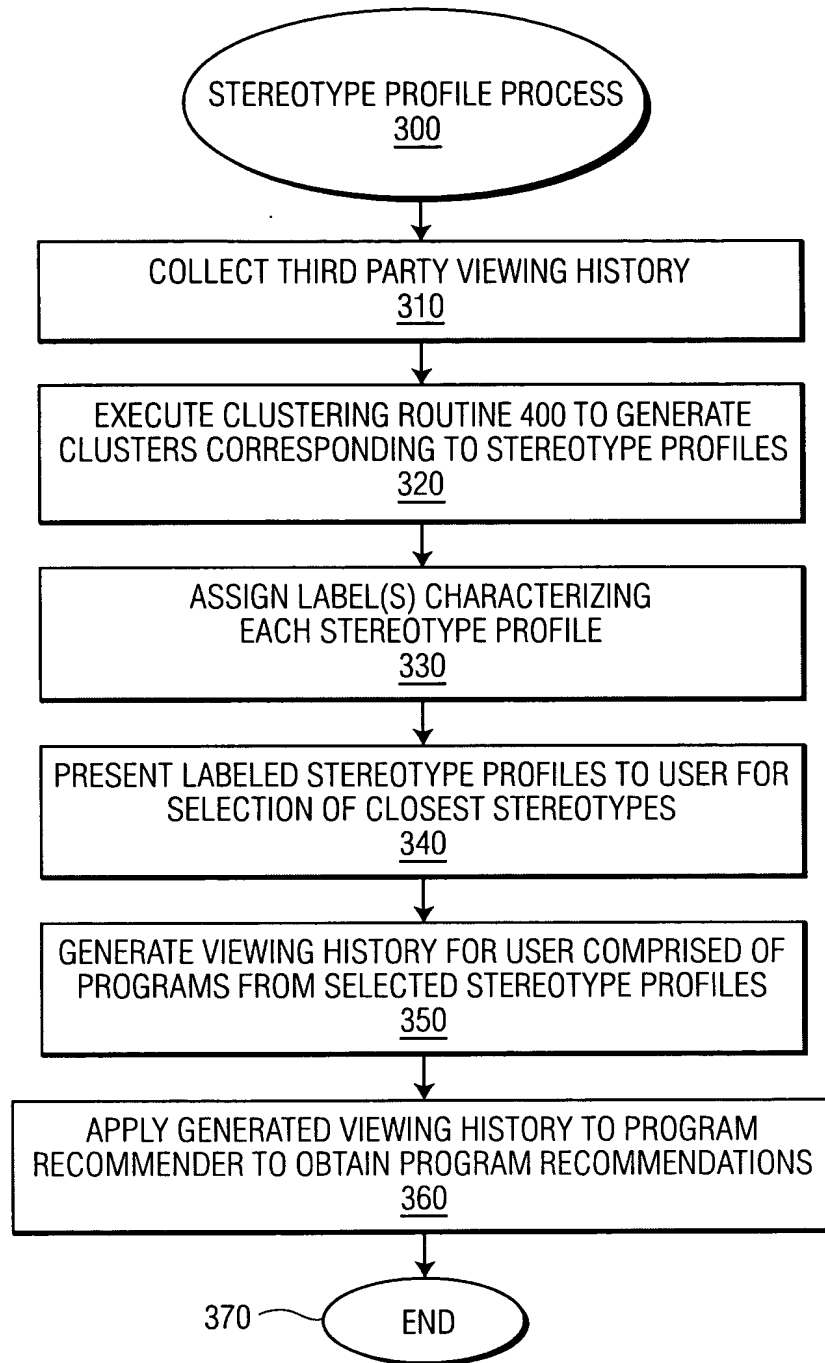 STEREOTYPE PROFILE PROCESS
300
COLLECT THIRD PARTY VIEWING HISTORY
310
EXECUTE CLUSTERING ROUTINE 400 TO GENERATE
CLUSTERS CORRESPONDING TO STEREOTYPE PROFILES
320
ASSIGN LABEL(S) CHARACTERIZING
EACH STEREOTYPE PROFILE
330
PRESENT LABELED STEREOTYPE PROFILES TO USER FOR
SELECTION OF CLOSEST STEREOTYPES
340
GENERATE VIEWING HISTORY FOR USER COMPRISED OF
PROGRAMS FROM SELECTED STEREOTYPE PROFILES
350
APPLY GENERATED VIEWING HISTORY TO PROGRAM
RECOMMENDER TO OBTAIN PROGRAM RECOMMENDATIONS
360
370
END